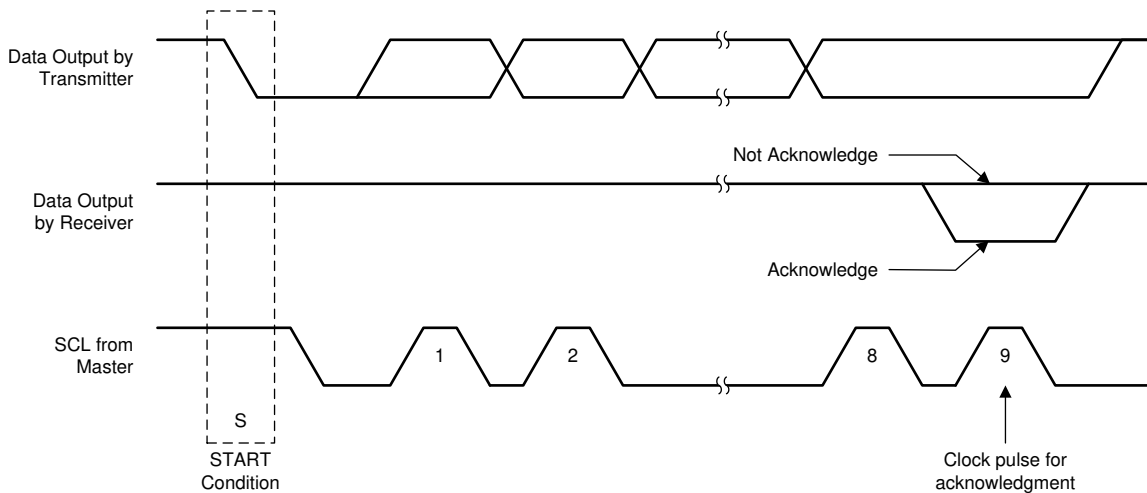 Data Output by
Transmitter
Not Acknowledge
Data Output
by Receiver
Acknowledge
SCL from
Master
1
2
8
9
S
START
Condition
Clock pulse for
acknowledgment